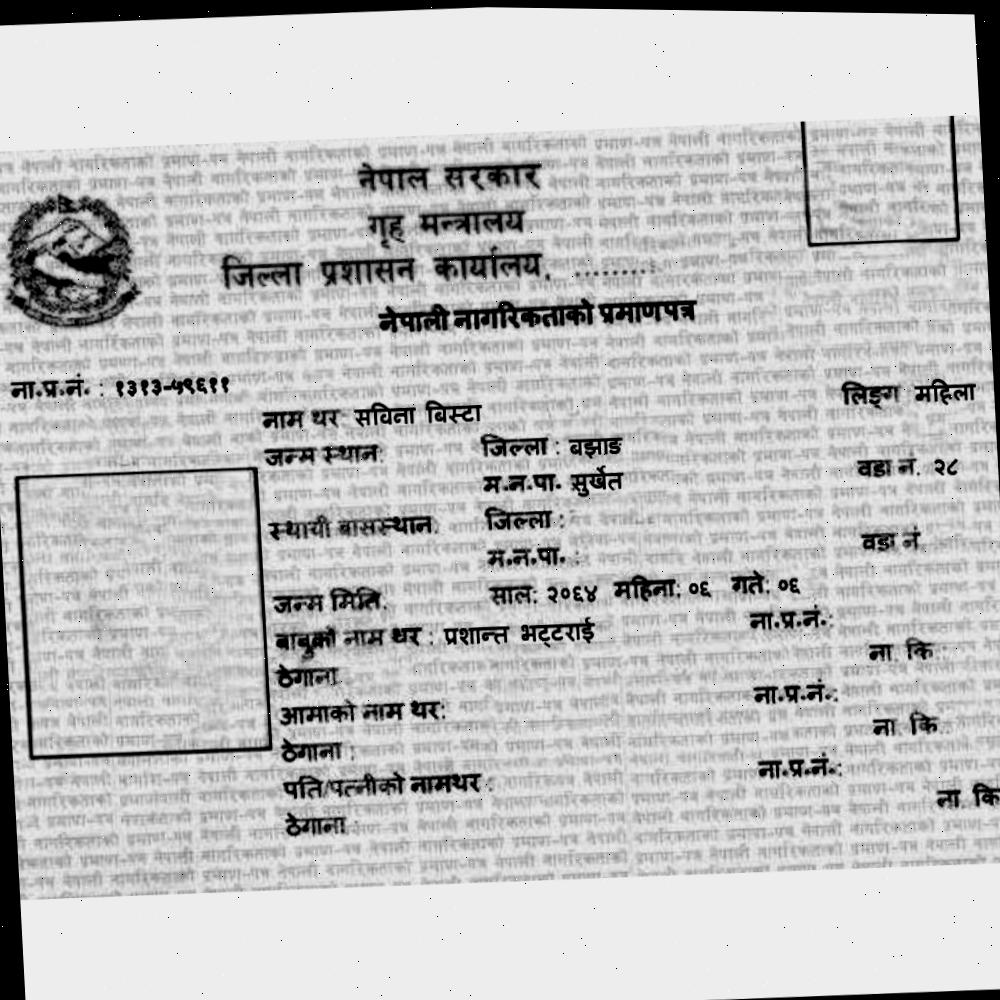 नेपाल सरकार
गृह मन्त्रालय
जिल्ला प्रशासन कार्यालय, .........
नेपाली नागरिकताको प्रमाणपत्र
ना.प्र.नं. : १३१३-५९६११
लिङ्ग महिला
नाम थर सविना बिस्टा
जन्म स्थान: जिल्ला : बझाङ
म.न.पा. सुर्खेत वडा नं. २८
स्थायी बासस्थान: जिल्ला :
म.न.पा. : वडा नं
जन्म मिति. साल: २०६४ महिना: ०६ गते: ०६
बाबुको नाम थर : प्रशान्त भट्टराई ना.प्र.नं.:
ठेगाना ना. कि :
आमाको नाम थर: ना.प्र.नं.:
ठेगाना : ना. कि :
पति/पत्नीको नामथर : ना.प्र.नं.:
ठेगाना ना. कि